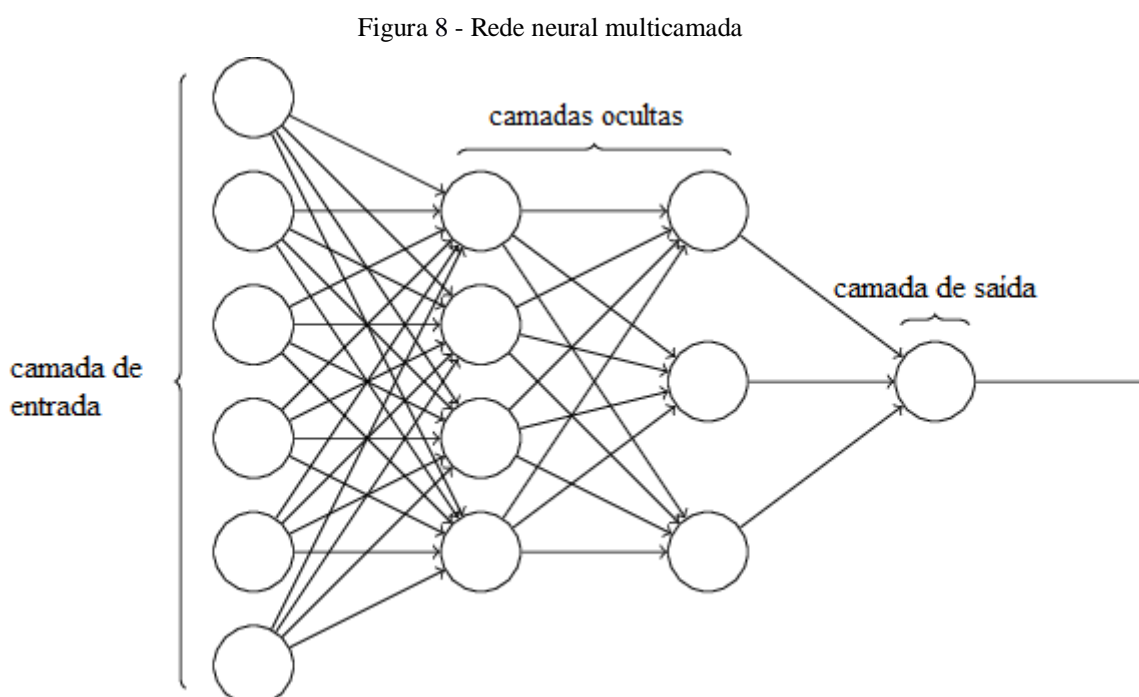 Figura 8 - Rede neural multicamada
camadas ocultas
camada de saída
camada de
entrada